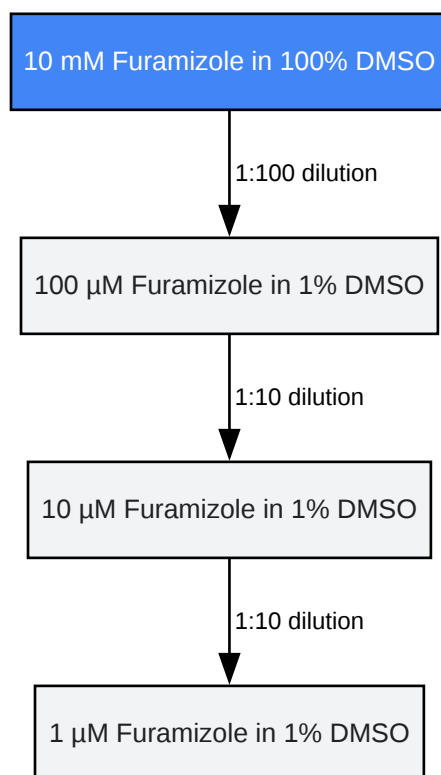 10 mM Furamizole in 100% DMSO
1:100 dilution
100 µM Furamizole in 1% DMSO
1:10 dilution
10 µM Furamizole in 1% DMSO
1:10 dilution
1 µM Furamizole in 1% DMSO